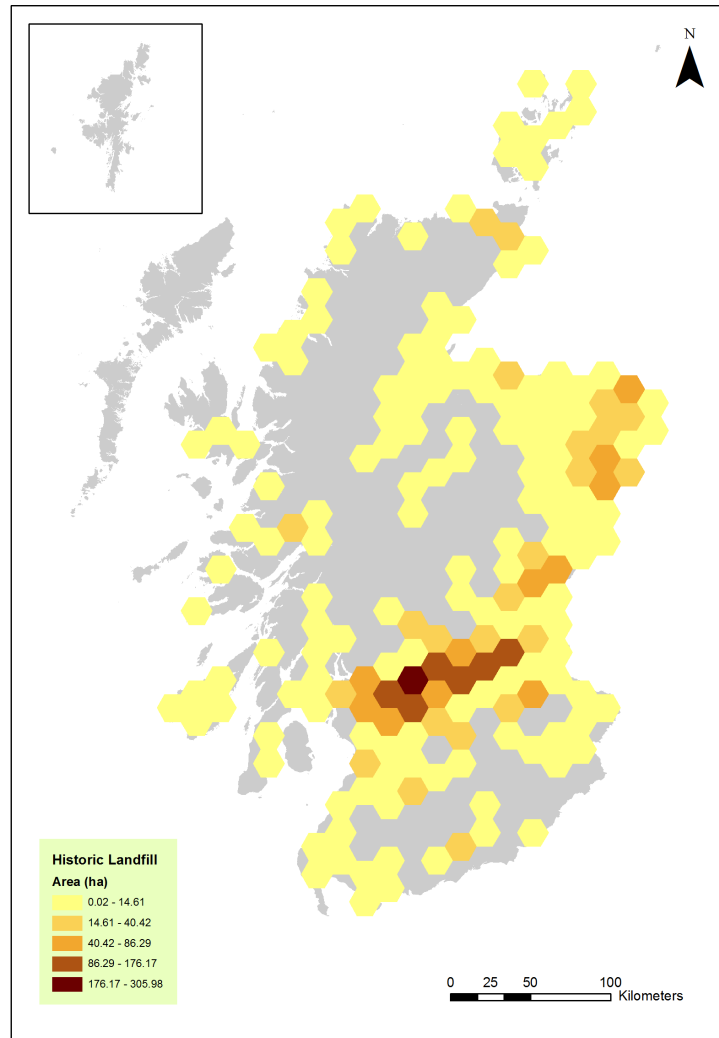 N
Historic Landfill
Area (ha)
0.02 - 14.61
14.61 - 40.42
40.42 - 86.29
86.29 - 176.17
176.17 - 305.98
0 25 50 100
Kilometers